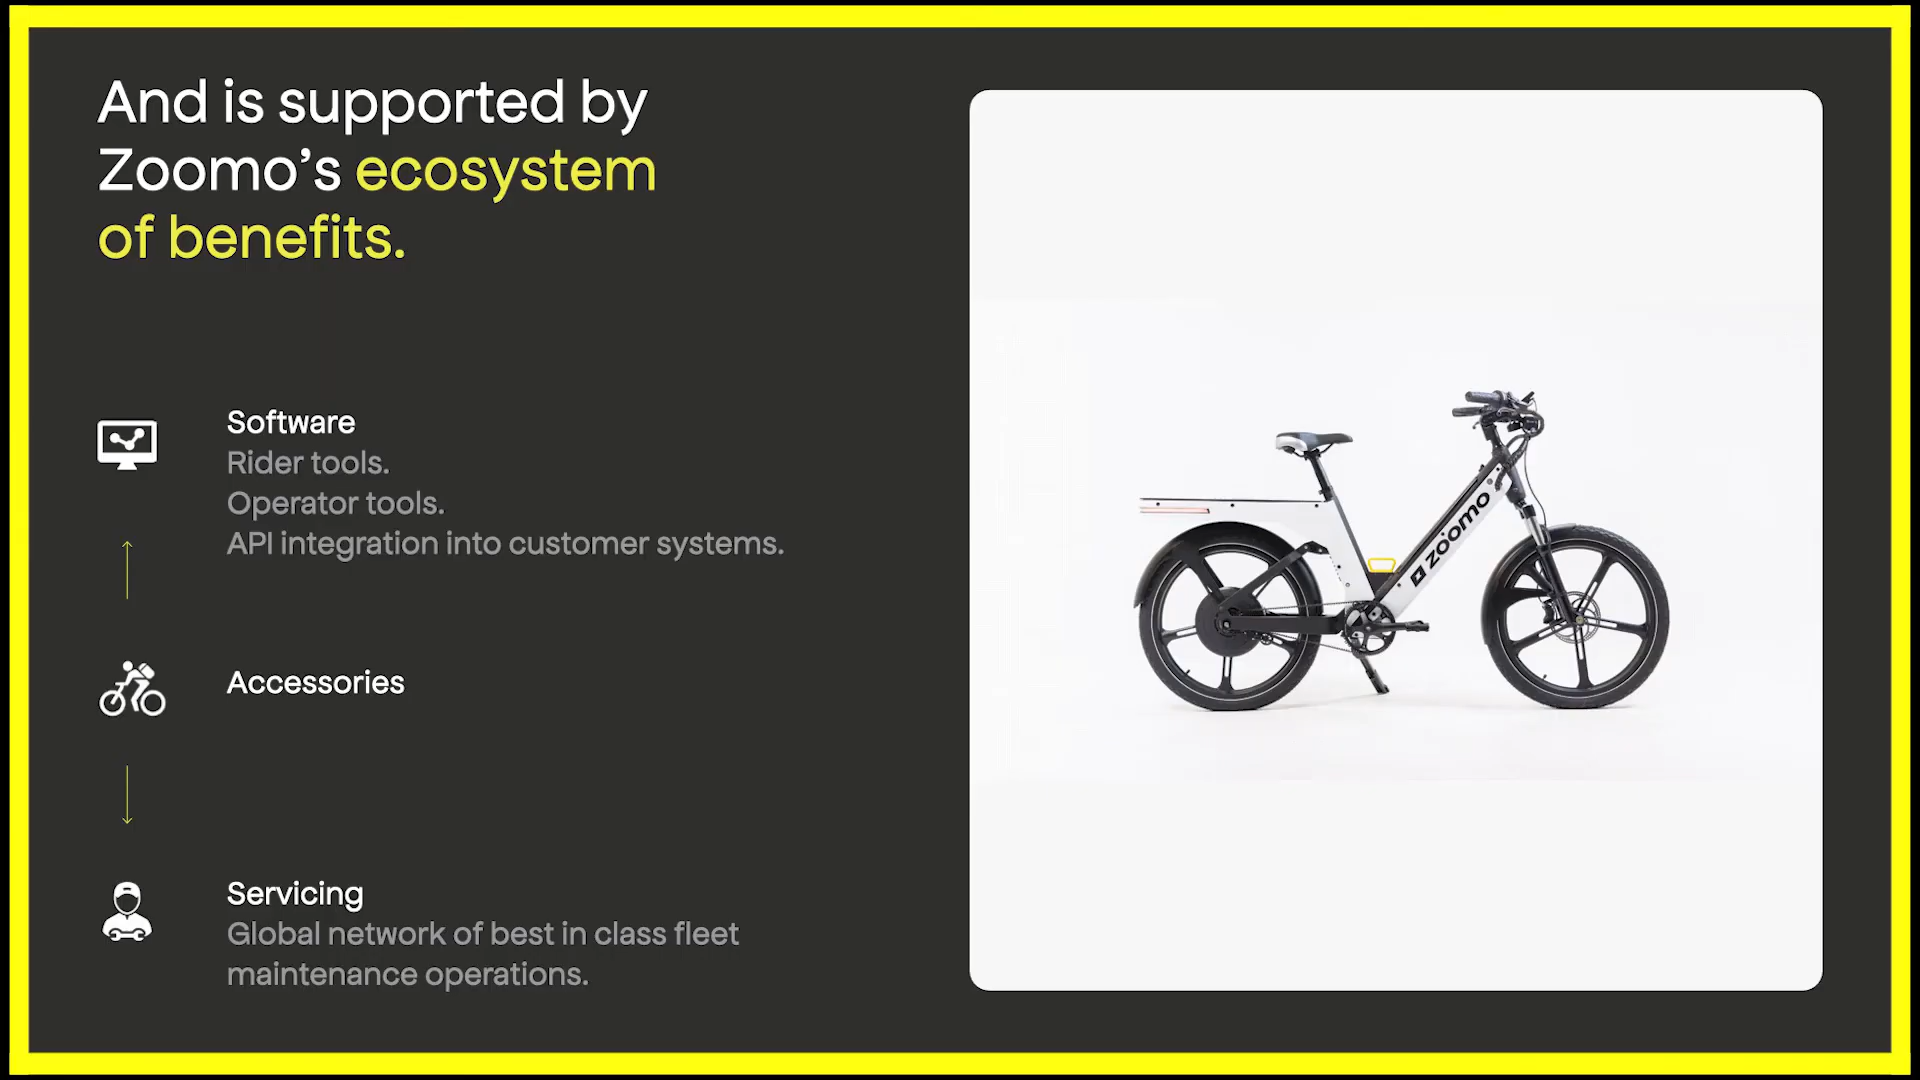 And is supported by
Zoomo’s ecosystem
of benefits.
Software
Rider tools.
Operator tools.
API integration into customer systems.
Accessories
Servicing
Global network of best in class fleet
maintenance operations.
zoomo